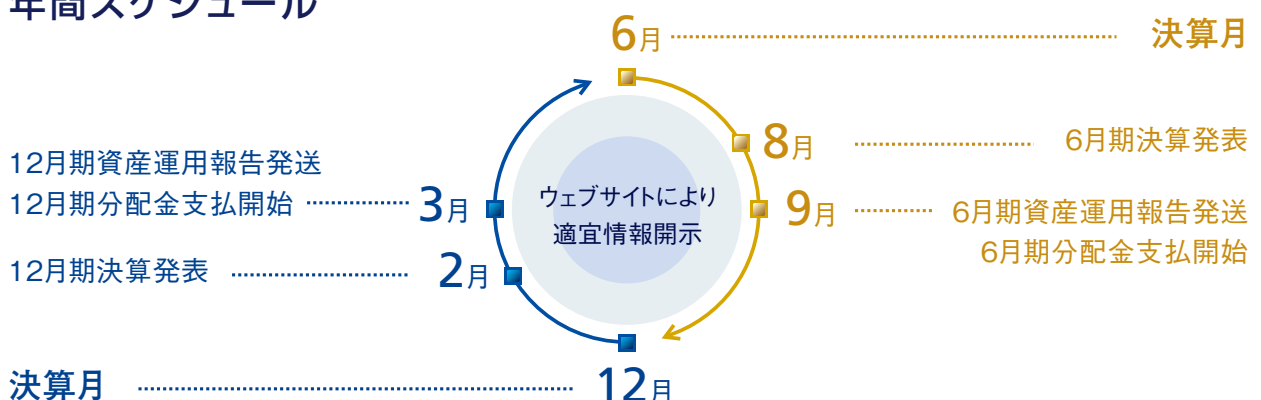 年間スケジュール
6月 決算月
8月 6月期決算発表
9月 6月期資産運用報告発送
6月期分配金支払開始
12月期資産運用報告発送
12月期分配金支払開始 3月
12月期決算発表 2月
決算月 12月
ウェブサイトにより
適宜情報開示